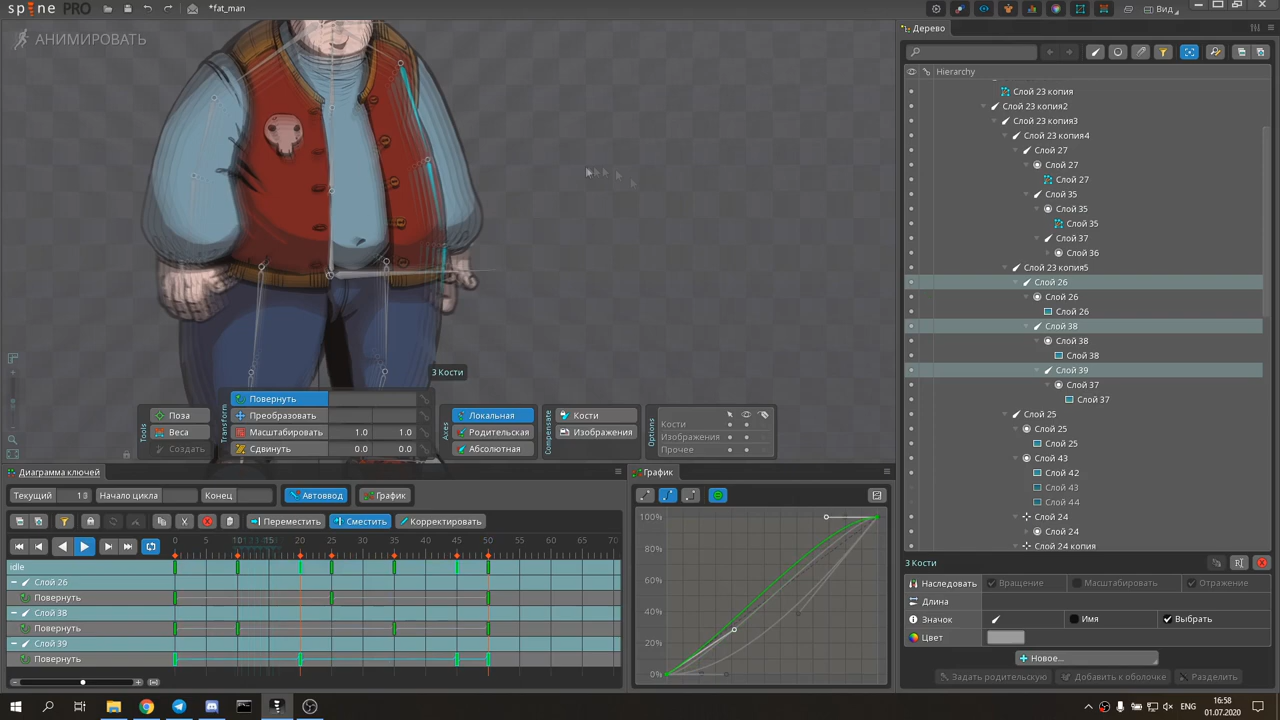 spine PRO
*fat_man
Вид
АНИМИРОВАТЬ
Дерево
Hierarchy
Слой 23 копия
Слой 23 копия2
Слой 23 копия3
Слой 23 копия4
Слой 27
Слой 27
Слой 27
Слой 35
Слой 35
Слой 35
Слой 37
Слой 36
Слой 23 копия5
Слой 26
Слой 26
Слой 26
Слой 38
Слой 38
Слой 38
Слой 39
Слой 37
Слой 37
Слой 25
Слой 25
Слой 25
Слой 43
Слой 42
Слой 43
Слой 44
Слой 24
Слой 24
Слой 24 копия
3 Кости
Tools
Поза
Веса
Создать
Transform
Повернуть
Преобразовать
Масштабировать 1.0 1.0
Сдвинуть 0.0 0.0
Axes
Локальная
Родительская
Абсолютная
Compensate
Кости
Изображения
Options
Кости
Изображения
Прочее
Диаграмма ключей
Текущий
Начало цикла
Конец
Автоввод
График
Переместить
Сместить
Корректировать
0 5 10 15 20 25 30 35 40 45 50 55 60 65 70
idle
Слой 26
Повернуть
Слой 38
Повернуть
Слой 39
Повернуть
График
100%
80%
60%
40%
20%
0%
3 Кости
Наследовать
Вращение
Масштабировать
Отражение
Длина
Значок
Имя
Выбрать
Цвет
Новое...
Задать родительскую
Добавить к оболочке
Разделить
ENG
16:58
01.07.2020